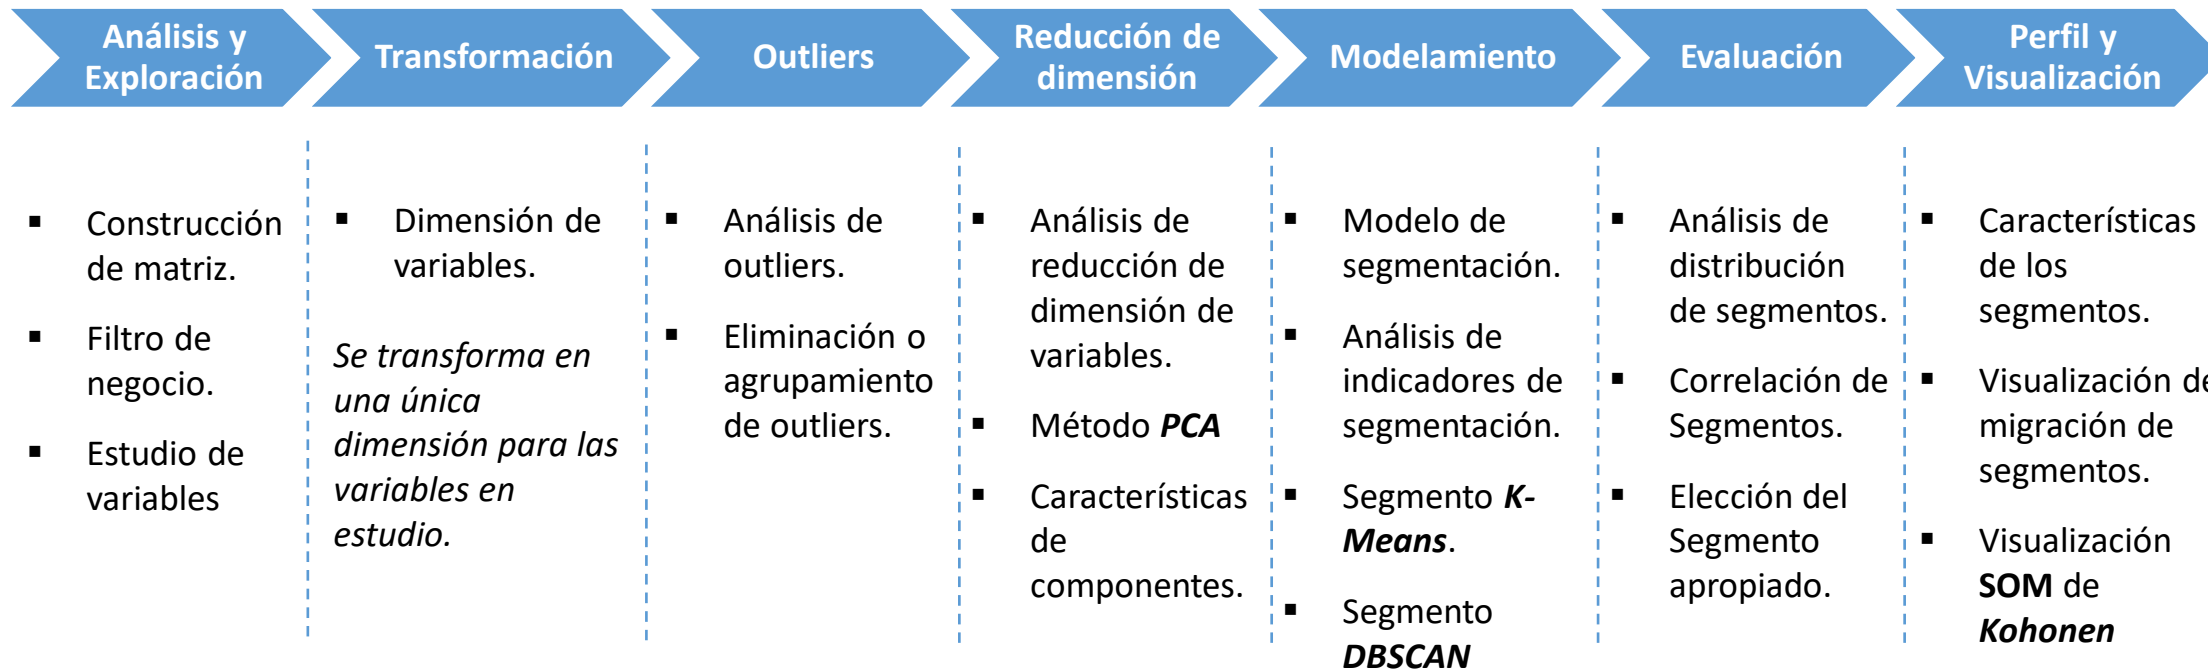 Análisis y
Exploración
Transformación
Outliers
Reducción de
dimensión
Modelamiento
Evaluación
Perfil y
Visualización
▪ Construcción
de matriz.
▪ Filtro de
negocio.
▪ Estudio de
variables
▪ Dimensión de
variables.
Se transforma en
una única
dimensión para las
variables en
estudio.
▪ Análisis de
outliers.
▪ Eliminación o
agrupamiento
de outliers.
▪ Análisis de
reducción de
dimensión de
variables.
▪ Método PCA
▪ Características
de
componentes.
▪ Modelo de
segmentación.
▪ Análisis de
indicadores de
segmentación.
▪ Segmento K-
Means.
▪ Segmento
DBSCAN
▪ Análisis de
distribución
de segmentos.
▪ Correlación de
Segmentos.
▪ Elección del
Segmento
apropiado.
▪ Características
de los
segmentos.
▪ Visualización de
migración de
segmentos.
▪ Visualización
SOM de
Kohonen